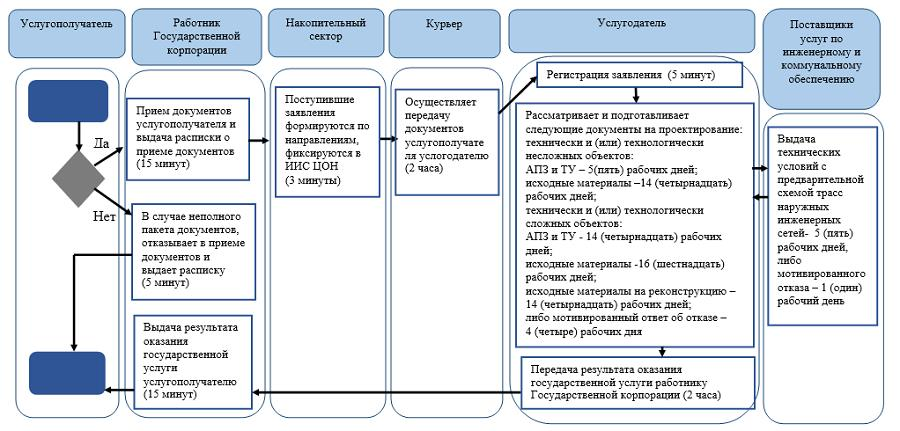 Услугополучатель
Работник
Государственной
корпорации
Накопительный
сектор
Курьер
Услугодатель
Поставщики
услуг по
инженерному и
коммунальному
обеспечению
Да
Нет
Прием документов
услугополучателя и
выдача расписки о
приеме документов
(15 минут)
В случае неполного
пакета документов,
отказывает в приеме
документов и
выдает расписку
(5 минут)
Выдача результата
оказания
государственной
услуги
услугополучателю
(15 минут)
Поступившие
заявления
формируются по
направлениям,
фиксируются в
ИИС ЦОН
(3 минуты)
Осуществляет
передачу
документов
услугополучате
ля услогодателю
(2 часа)
Регистрация заявления (5 минут)
Рассматривает и подготавливает
следующие документы на проектирование:
технически и (или) технологически
несложных объектов:
АПЗ и ТУ – 5(пять) рабочих дней;
исходные материалы –14 (четырнадцать)
рабочих дней;
технически и (или) технологически
сложных объектов:
АПЗ и ТУ - 14 (четырнадцать) рабочих
дней;
исходные материалы -16 (шестнадцать)
рабочих дней;
исходные материалы на реконструкцию –
14 (четырнадцать) рабочих дней;
либо мотивированный ответ об отказе –
4 (четыре) рабочих дня
Передача результата оказания
государственной услуги работнику
Государственной корпорации (2 часа)
Выдача
технических
условий с
предварительной
схемой трасс
наружных
инженерных
сетей- 5 (пять)
рабочих дней,
либо
мотивированного
отказа – 1 (один)
рабочий день